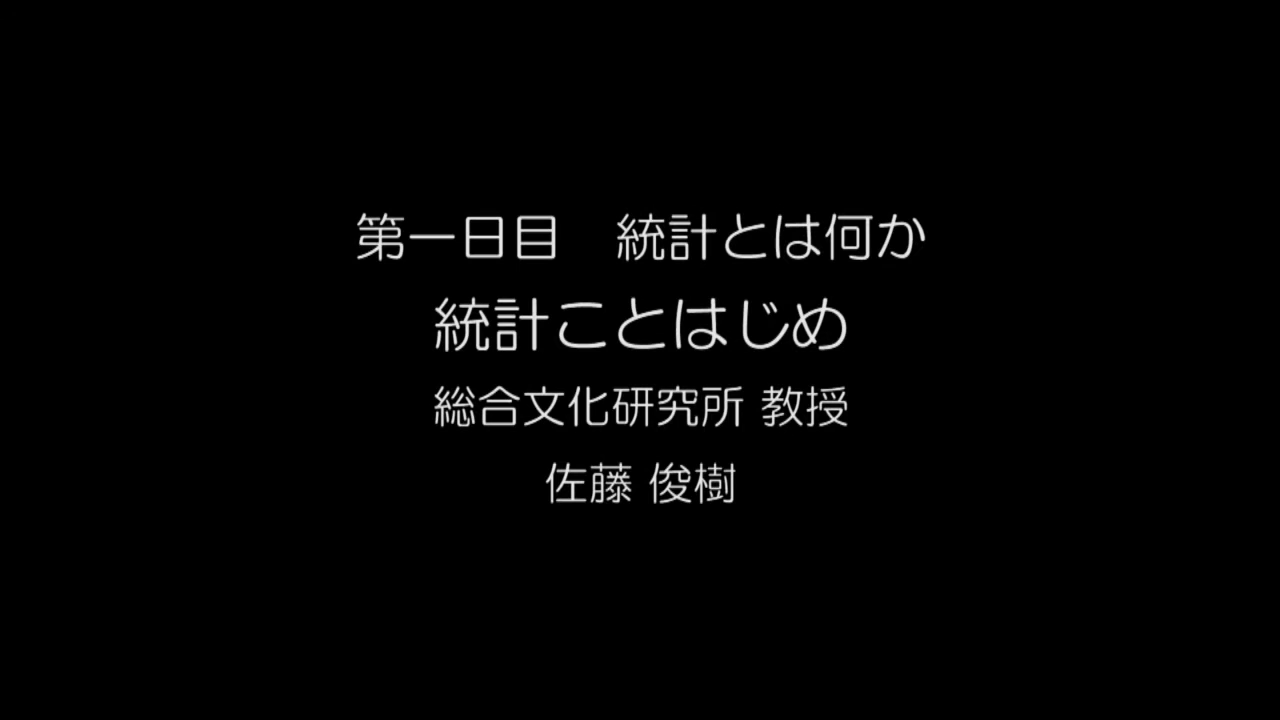 第一日目　統計とは何か
統計ことはじめ
総合文化研究所 教授
佐藤 俊樹